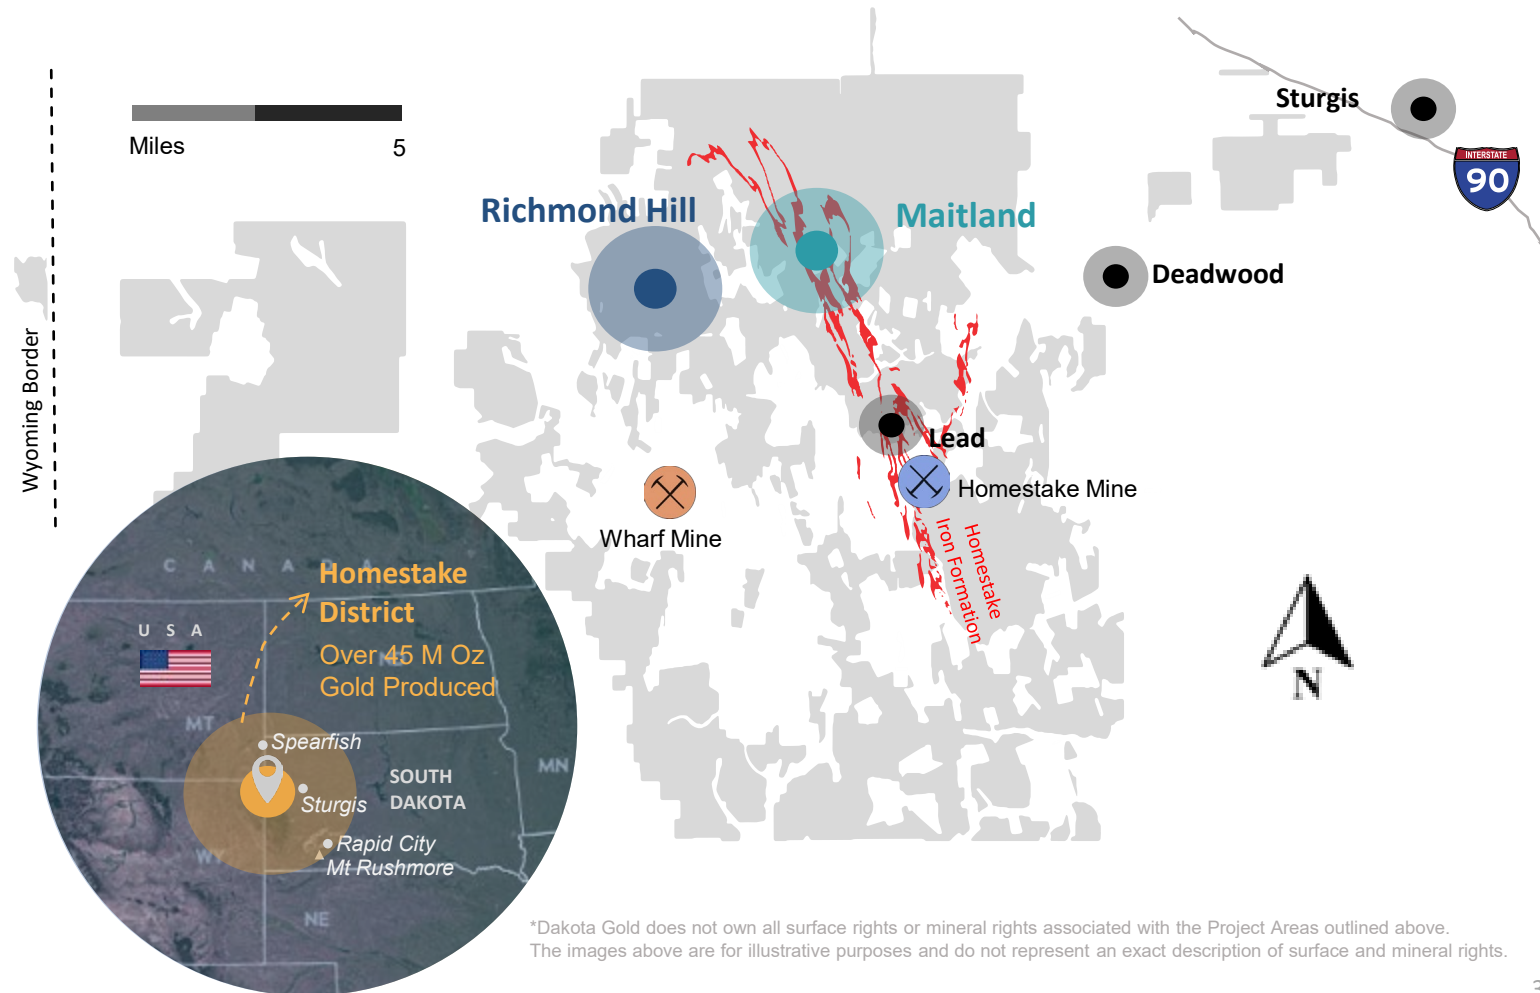 Sturgis
INTERSTATE
90
Miles
5
Richmond Hill
Maitland
Deadwood
Wyoming Border
Lead
Homestake Mine
Wharf Mine
Homestake
Iron Formation
N
CANADA
Homestake
District
USA
Over 45 M Oz
Gold Produced
ND
MT
Spearfish
SOUTH
DAKOTA
MN
Sturgis
Rapid City
Mt Rushmore
WY
NE
*Dakota Gold does not own all surface rights or mineral rights associated with the Project Areas outlined above.
The images above are for illustrative purposes and do not represent an exact description of surface and mineral rights.